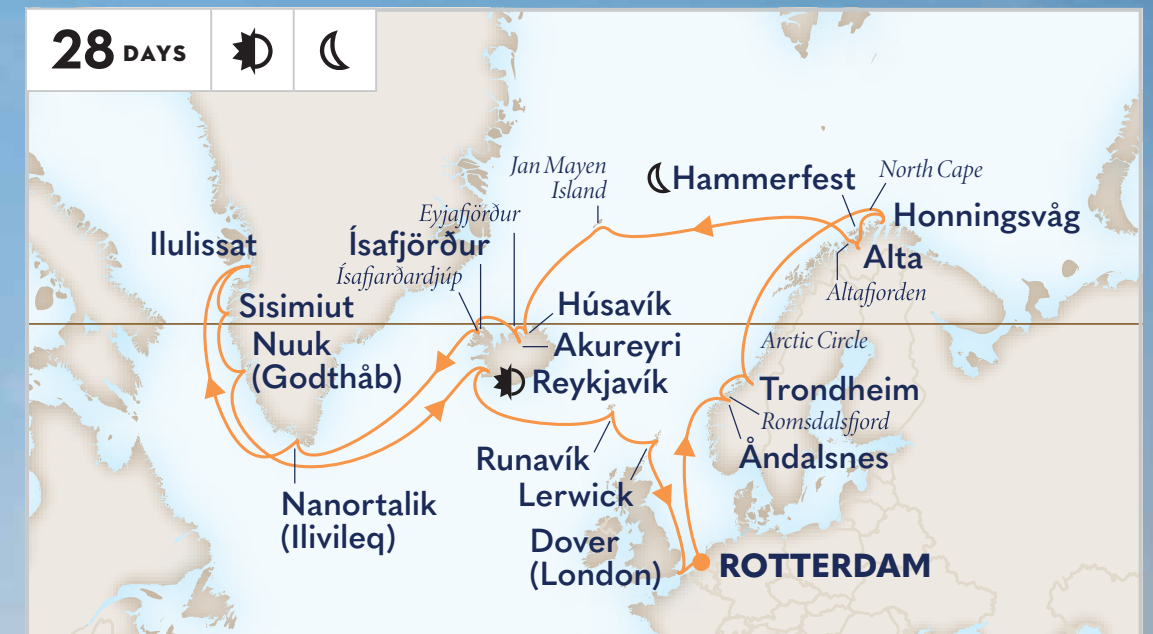 28 DAYS
Jan Mayen
Island
Hammerfest
North Cape
Honningsvåg
Eyjafjörður
Ilulissat
Ísafjörður
Ísafjarðardjúp
Alta
Altafjorden
Sisimiut
Húsavík
Nuuk
(Godthåb)
Akureyri
Arctic Circle
Reykjavík
Trondheim
Romsdalsfjord
Åndalsnes
Runavík
Lerwick
Nanortalik
(Ilivileq)
Dover
(London)
ROTTERDAM